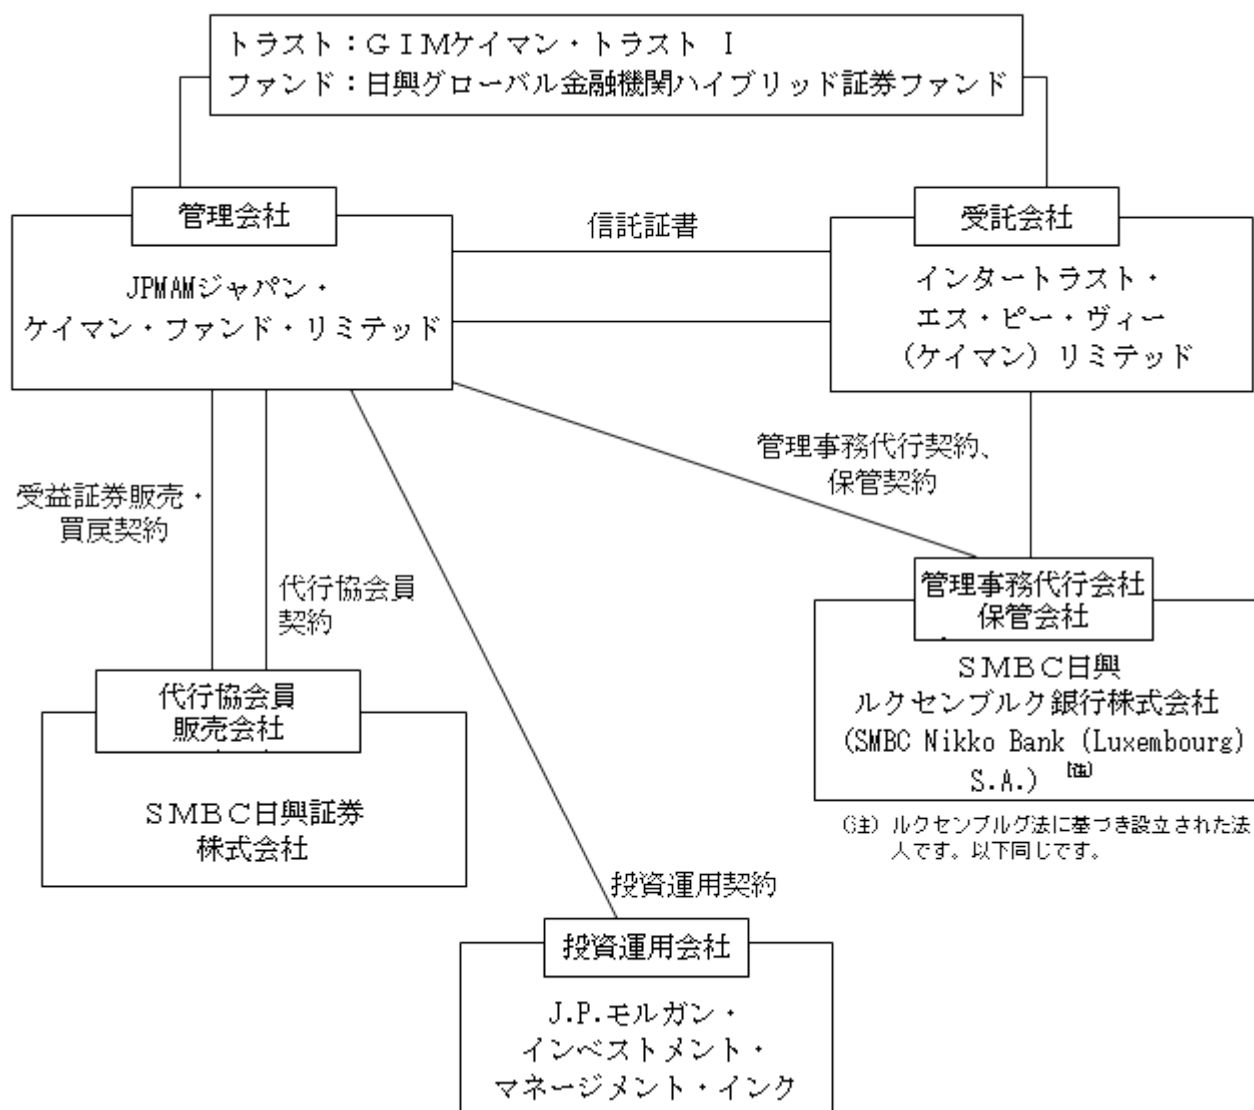 トラスト：ＧＩＭケイマン・トラスト Ⅰ
ファンド：日興グローバル金融機関ハイブリッド証券ファンド
管理会社
JPMAMジャパン・
ケイマン・ファンド・リミテッド
信託証書
受託会社
インタートラスト・
エス・ピー・ヴィー
（ケイマン）リミテッド
管理事務代行契約、
保管契約
受益証券販売・
買戻契約
代行協会員
契約
管理事務代行会社
保管会社
ＳＭＢＣ日興
ルクセンブルク銀行株式会社
(SMBC Nikko Bank (Luxembourg)
S.A.) (注)
(注) ルクセンブルグ法に基づき設立された法
人です。以下同じです。
代行協会員
販売会社
ＳＭＢＣ日興証券
株式会社
投資運用契約
投資運用会社
J.P.モルガン・
インベストメント・
マネージメント・インク